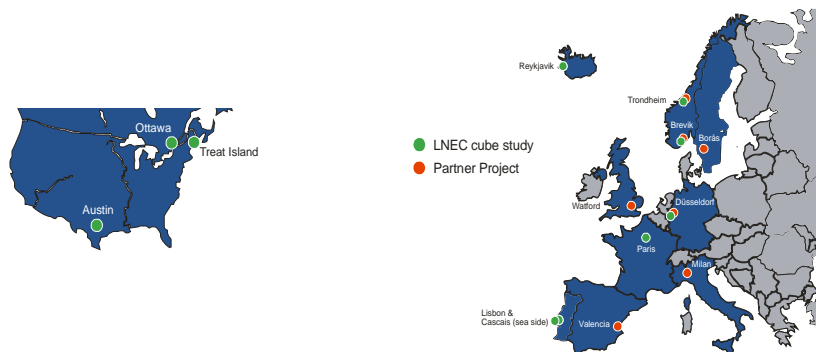 Reykjavik
Trondheim
Ottawa
Brevik
Borås
LNEC cube study
Treat Island
Partner Project
Watford
Düsseldorf
Austin
Paris
Milan
Lisbon &
Cascais (sea side)
Valencia